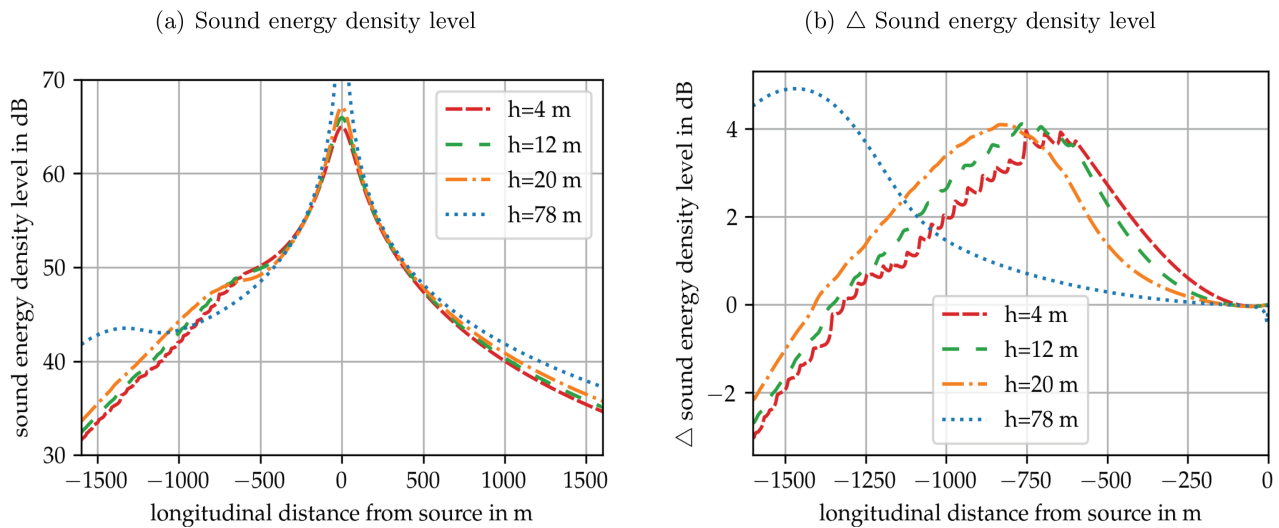 (a) Sound energy density level
sound energy density level in dB
70
60
50
40
30
h=4 m
h=12 m
h=20 m
h=78 m
−1500 −1000 −500 0 500 1000 1500
longitudinal distance from source in m
(b) △ Sound energy density level
△ sound energy density level in dB
4
2
0
−2
h=4 m
h=12 m
h=20 m
h=78 m
−1500 −1250 −1000 −750 −500 −250 0
longitudinal distance from source in m